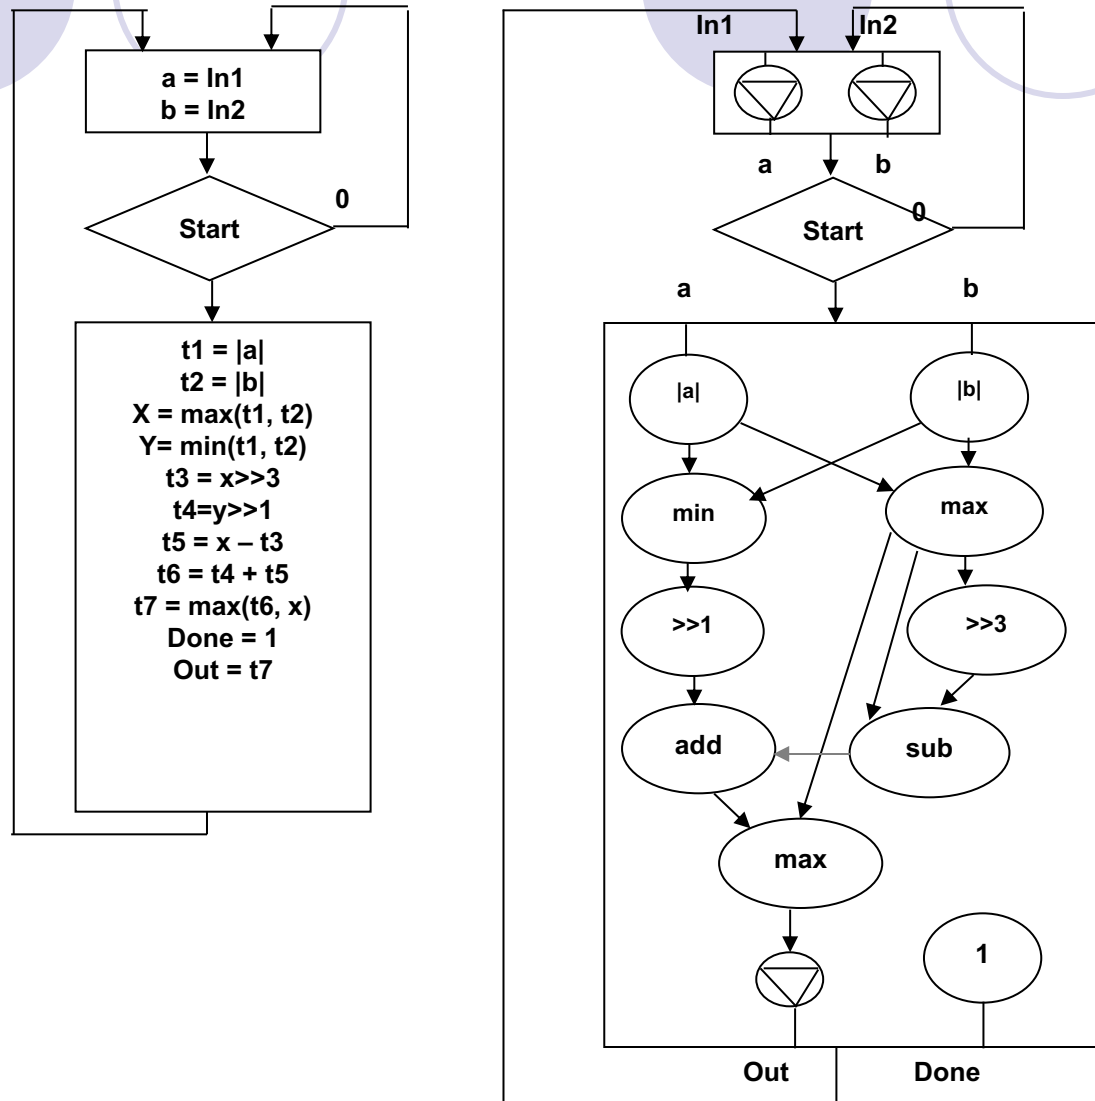 a = In1
b = In2
0
Start
t1 = |a|
t2 = |b|
X = max(t1, t2)
Y= min(t1, t2)
t3 = x>>3
t4=y>>1
t5 = x – t3
t6 = t4 + t5
t7 = max(t6, x)
Done = 1
Out = t7
In1
In2
a
b
0
Start
a
b
|a|
|b|
min
max
>>1
>>3
add
sub
max
1
Out
Done